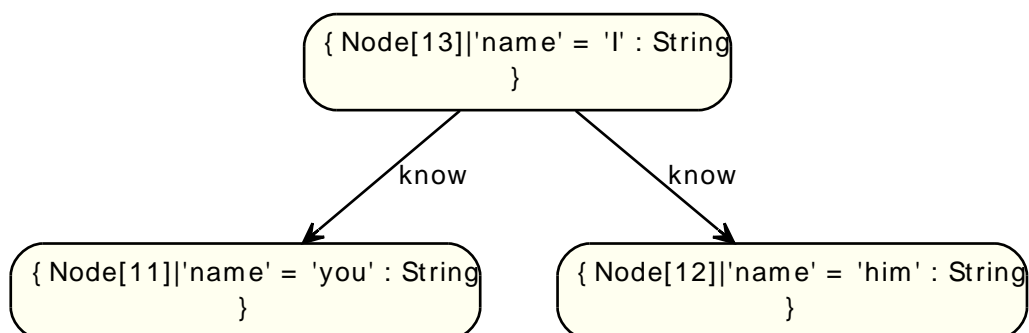 { Node[13]|'name' = 'I' : String
}
know
know
{ Node[11]|'name' = 'you' : String
}
{ Node[12]|'name' = 'him' : String
}